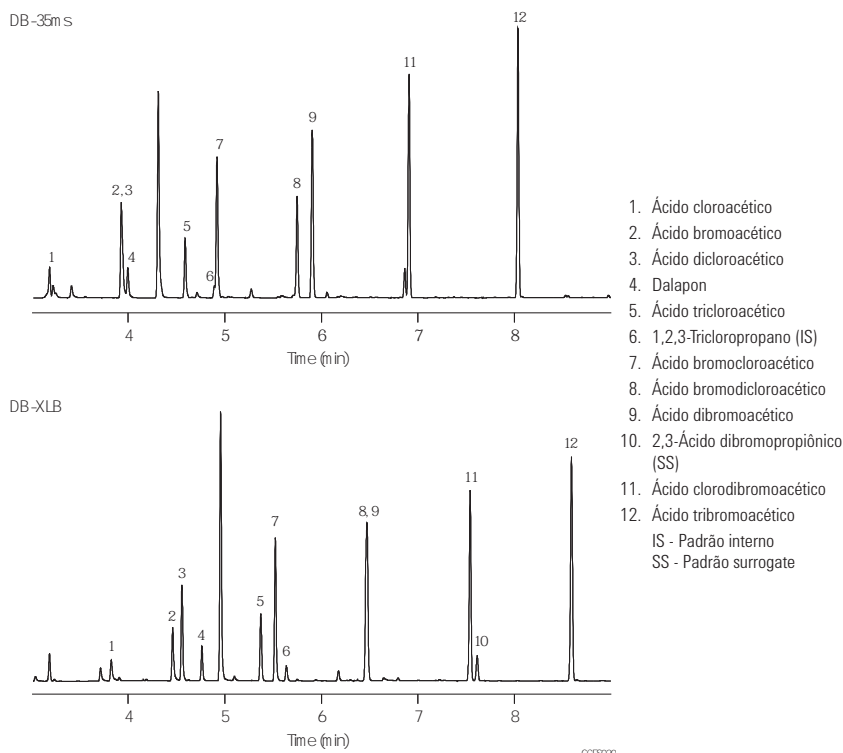 DB-35ms
12
11
9
7
8
2,3
5
1
4
6
4 5 6 7 8
Time (min)
DB-XLB
12
11
8, 9
7
3
5
2
4
1
6
10
4 5 6 7 8
Time (min)
1. Ácido cloroacético
2. Ácido bromoacético
3. Ácido dicloroacético
4. Dalapon
5. Ácido tricloroacético
6. 1,2,3-Tricloropropano (IS)
7. Ácido bromocloroacético
8. Ácido bromodicloroacético
9. Ácido dibromoacético
10. 2,3-Ácido dibromopropiônico
(SS)
11. Ácido clorodibromoacético
12. Ácido tribromoacético
IS - Padrão interno
SS - Padrão surrogate